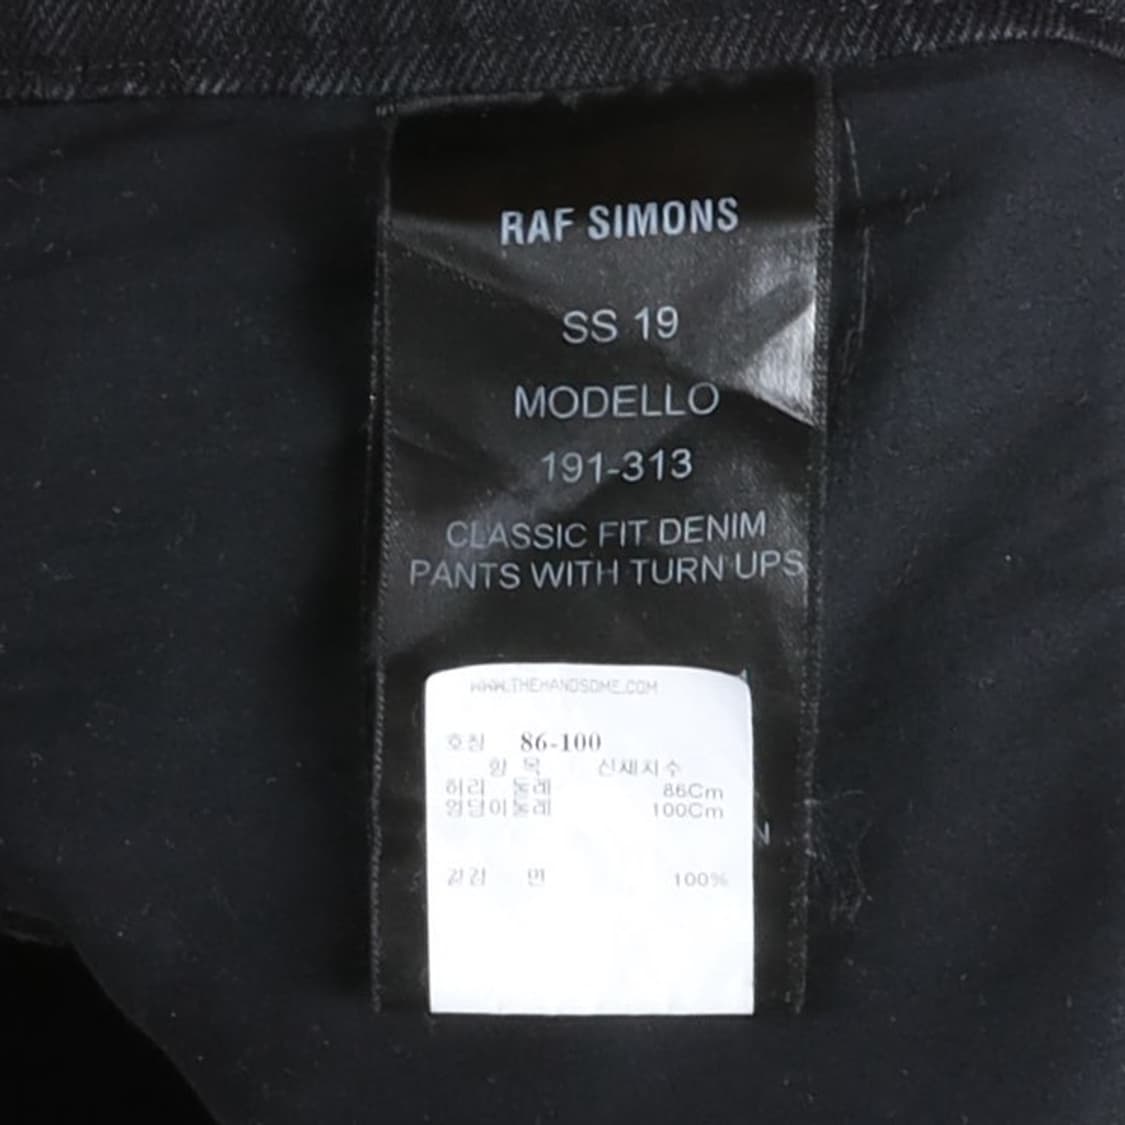 RAF SIMONS
SS 19
MODELLO
191-313
CLASSIC FIT DENIM
PANTS WITH TURN UPS
WWW.THEHANDSOME.COM
호칭 86-100
항 목 신체치수
허리 둘레 86Cm
엉덩이둘레 100Cm
N
겉감 면 100%